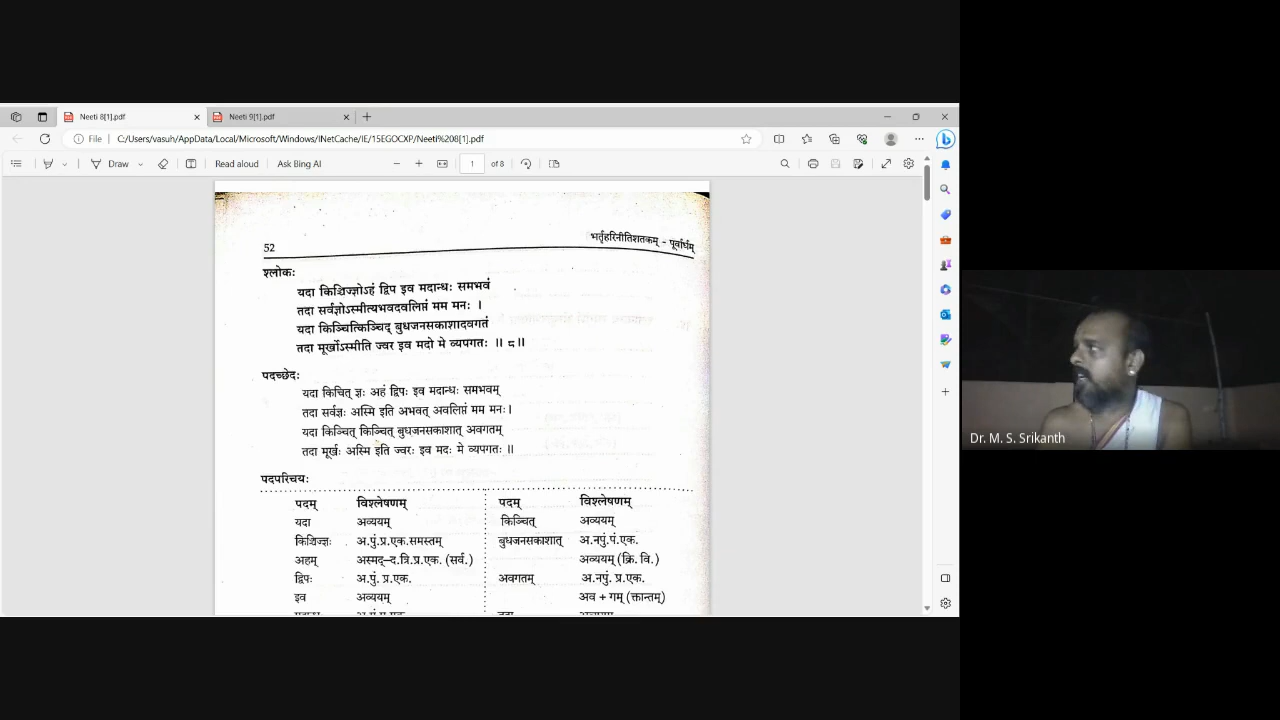 Neeti 8[1].pdf
Neeti 9[1].pdf
File
C:/Users/vasuh/AppData/Local/Microsoft/Windows/INetCache/IE/15EGOCXP/Neeti%208[1].pdf
Draw
Read aloud
Ask Bing AI
1 of 8
52
भर्तृहरिनीतिशतकम् - पूर्वार्धम्
श्लोकः
यदा किञ्चिज्ज्ञोऽहं द्विप इव मदान्धः समभवं
तदा सर्वज्ञोऽस्मीत्यभवदवलिप्तं मम मनः ।
यदा किञ्चित्किञ्चिद् बुधजनसकाशादवगतं
तदा मूर्खोऽस्मीति ज्वर इव मदो मे व्यपगतः ॥ ८॥
पदच्छेदः
यदा किचित् ज्ञः अहं द्विपः इव मदान्धः समभवम्
तदा सर्वज्ञः अस्मि इति अभवत् अवलिप्तं मम मनः।
यदा किञ्चित् किञ्चित् बुधजनसकाशात् अवगतम्
तदा मूर्खः अस्मि इति ज्वरः इव मदः मे व्यपगतः ॥
पदपरिचयः
पदम् विश्लेषणम् पदम् विश्लेषणम्
यदा अव्ययम् किञ्चित् अव्ययम्
किञ्चिज्ज्ञः अ.पुं.प्र.एक.समस्तम् बुधजनसकाशात् अ.नपुं.पं.एक.
अहम् अस्मद्–द.त्रि.प्र.एक. (सर्व.) अव्ययम् (क्रि. वि.)
द्विपः अ.पुं. प्र.एक. अवगतम् अ.नपुं. प्र.एक.
इव अव्ययम् अव + गम् (क्तान्तम्)
Dr. M. S. Srikanth